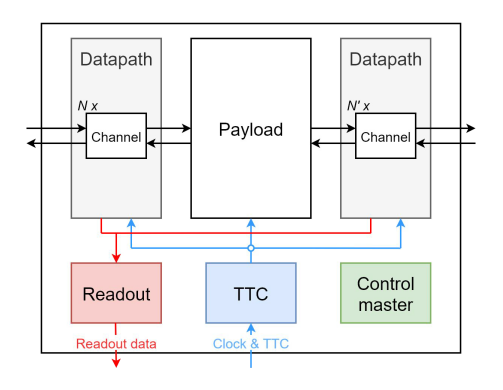 Datapath
Datapath
N x
N' x
Channel
Payload
Channel
Readout
TTC
Control
master
Readout data
Clock & TTC